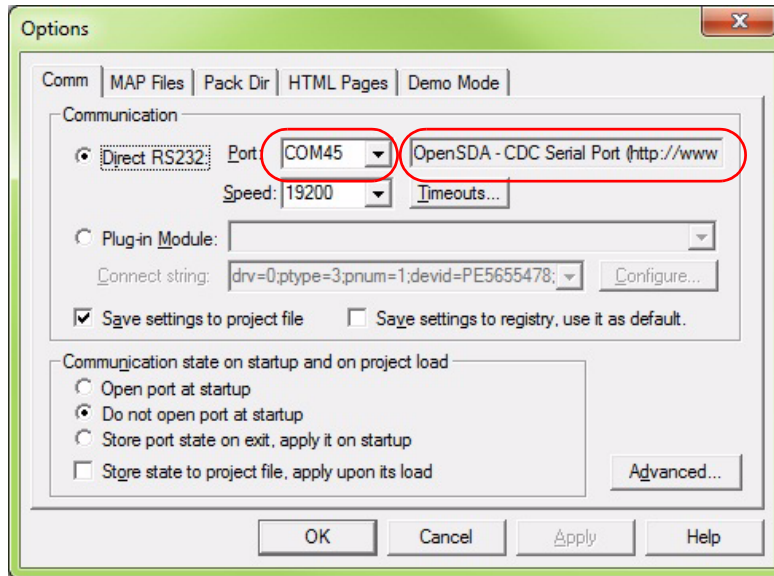 Options
Comm MAP Files Pack Dir HTML Pages Demo Mode
Communication
Direct RS232: Port: COM45 OpenSDA - CDC Serial Port (http://www
Speed: 19200 Timeouts...
Plug-in Module:
Connect string: drv=0;ptype=3;pnum=1;devid=PE5655478; Configure...
Save settings to project file Save settings to registry, use it as default.
Communication state on startup and on project load
Open port at startup
Do not open port at startup
Store port state on exit, apply it on startup
Store state to project file, apply upon its load Advanced...
OK Cancel Apply Help